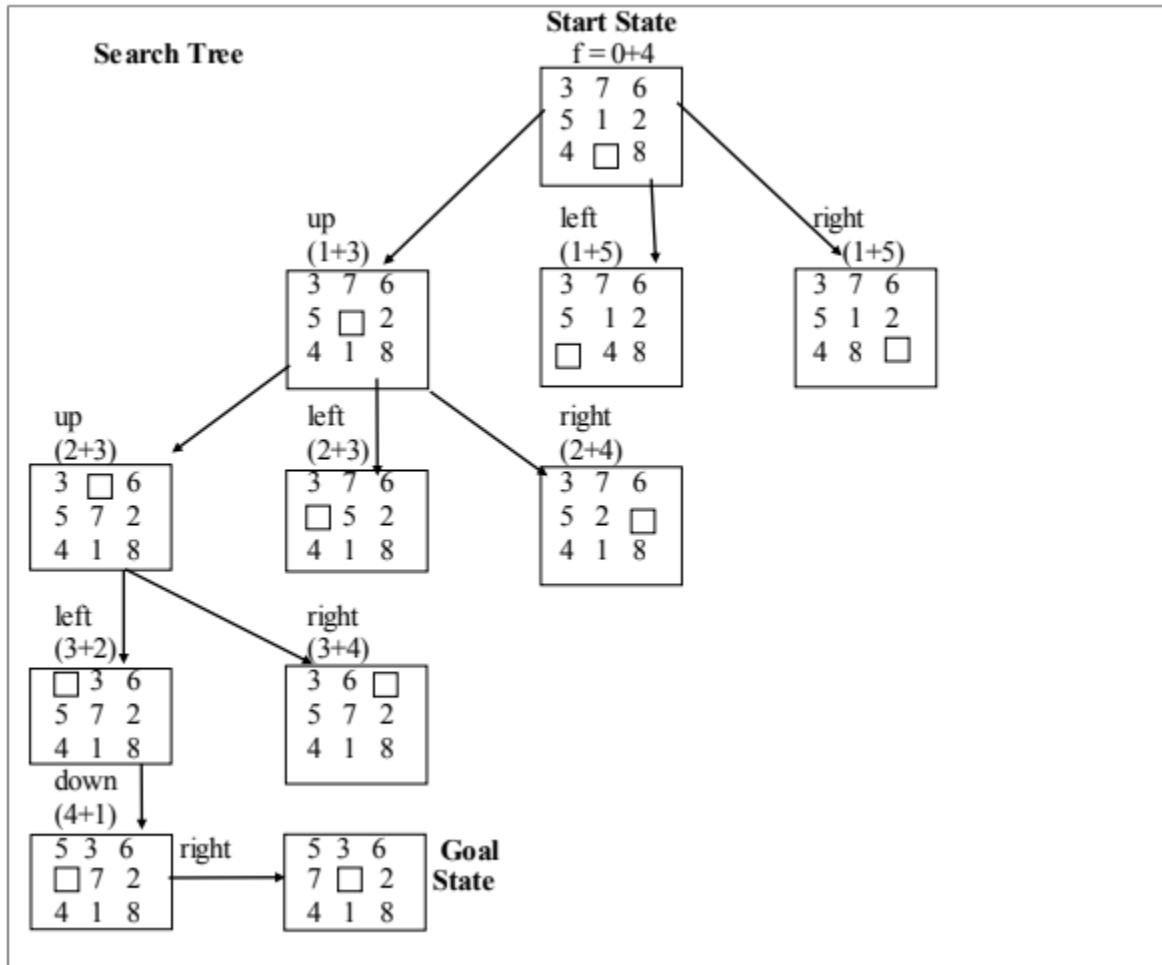 Search Tree
Start State
f = 0+4
3 7 6
5 1 2
4 8
up
(1+3)
3 7 6
5 2
4 1 8
left
(1+5)
3 7 6
5 1 2
4 8
right
(1+5)
3 7 6
5 1 2
4 8
up
(2+3)
3 6
5 7 2
4 1 8
left
(2+3)
3 7 6
5 2
4 1 8
right
(2+4)
3 7 6
5 2
4 1 8
left
(3+2)
3 6
5 7 2
4 1 8
right
(3+4)
3 6
5 7 2
4 1 8
down
(4+1)
5 3 6
7 2
4 1 8
right
5 3 6
7 2
4 1 8
Goal
State